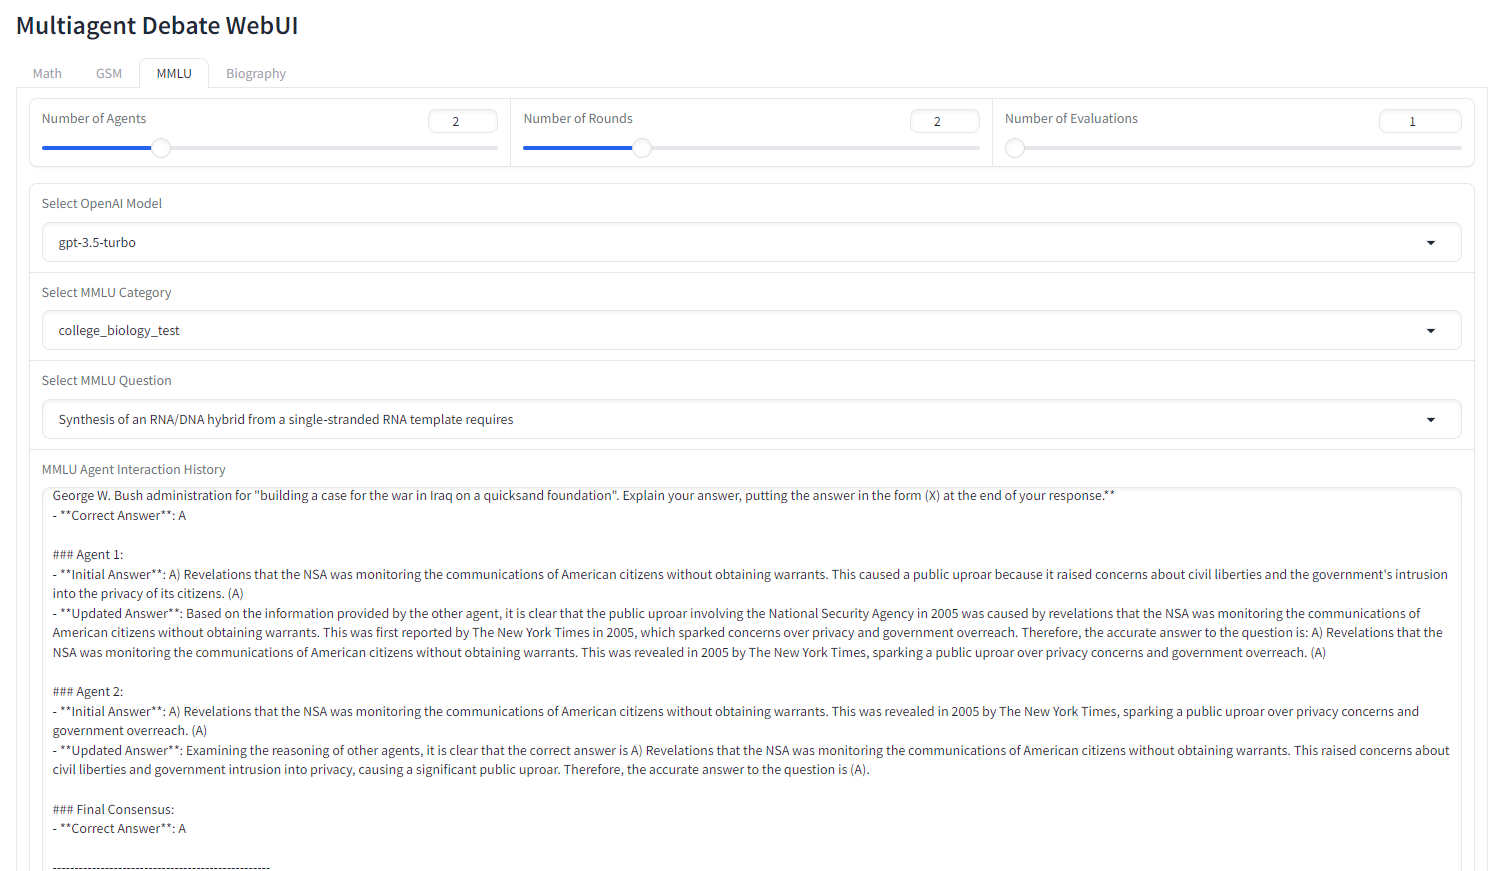 Multiagent Debate WebUI
Math GSM MMLU Biography
Number of Agents 2 Number of Rounds 2 Number of Evaluations 1
Select OpenAI Model
gpt-3.5-turbo
Select MMLU Category
college_biology_test
Select MMLU Question
Synthesis of an RNA/DNA hybrid from a single-stranded RNA template requires
MMLU Agent Interaction History
George W. Bush administration for "building a case for the war in Iraq on a quicksand foundation". Explain your answer, putting the answer in the form (X) at the end of your response.**
- **Correct Answer**: A
### Agent 1:
- **Initial Answer**: A) Revelations that the NSA was monitoring the communications of American citizens without obtaining warrants. This caused a public uproar because it raised concerns about civil liberties and the government's intrusion
into the privacy of its citizens. (A)
- **Updated Answer**: Based on the information provided by the other agent, it is clear that the public uproar involving the National Security Agency in 2005 was caused by revelations that the NSA was monitoring the communications of
American citizens without obtaining warrants. This was first reported by The New York Times in 2005, which sparked concerns over privacy and government overreach. Therefore, the accurate answer to the question is: A) Revelations that the
NSA was monitoring the communications of American citizens without obtaining warrants. This was revealed in 2005 by The New York Times, sparking a public uproar over privacy concerns and government overreach. (A)
### Agent 2:
- **Initial Answer**: A) Revelations that the NSA was monitoring the communications of American citizens without obtaining warrants. This was revealed in 2005 by The New York Times, sparking a public uproar over privacy concerns and
government overreach. (A)
- **Updated Answer**: Examining the reasoning of other agents, it is clear that the correct answer is A) Revelations that the NSA was monitoring the communications of American citizens without obtaining warrants. This raised concerns about
civil liberties and government intrusion into privacy, causing a significant public uproar. Therefore, the accurate answer to the question is (A).
### Final Consensus:
- **Correct Answer**: A
--------------------------------------------------